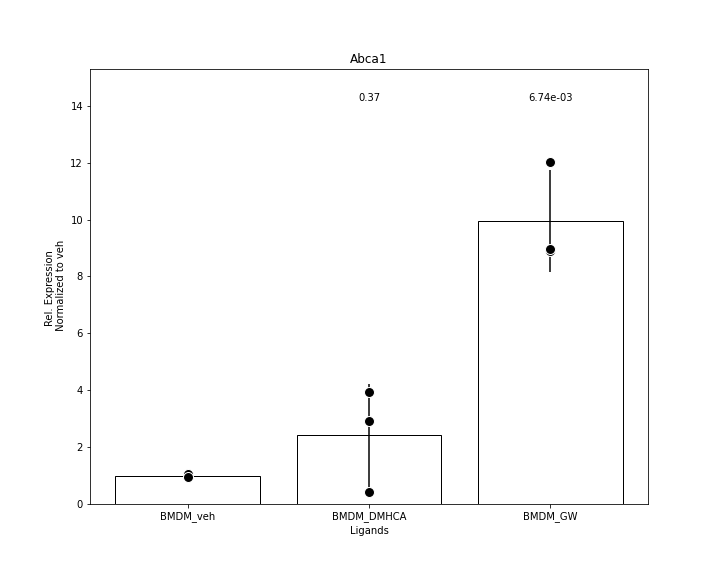 Abca1
0.37
6.74e-03
14
12
10
8
6
4
2
0
Rel. Expression
Normalized to veh
BMDM_veh
BMDM_DMHCA
BMDM_GW
Ligands